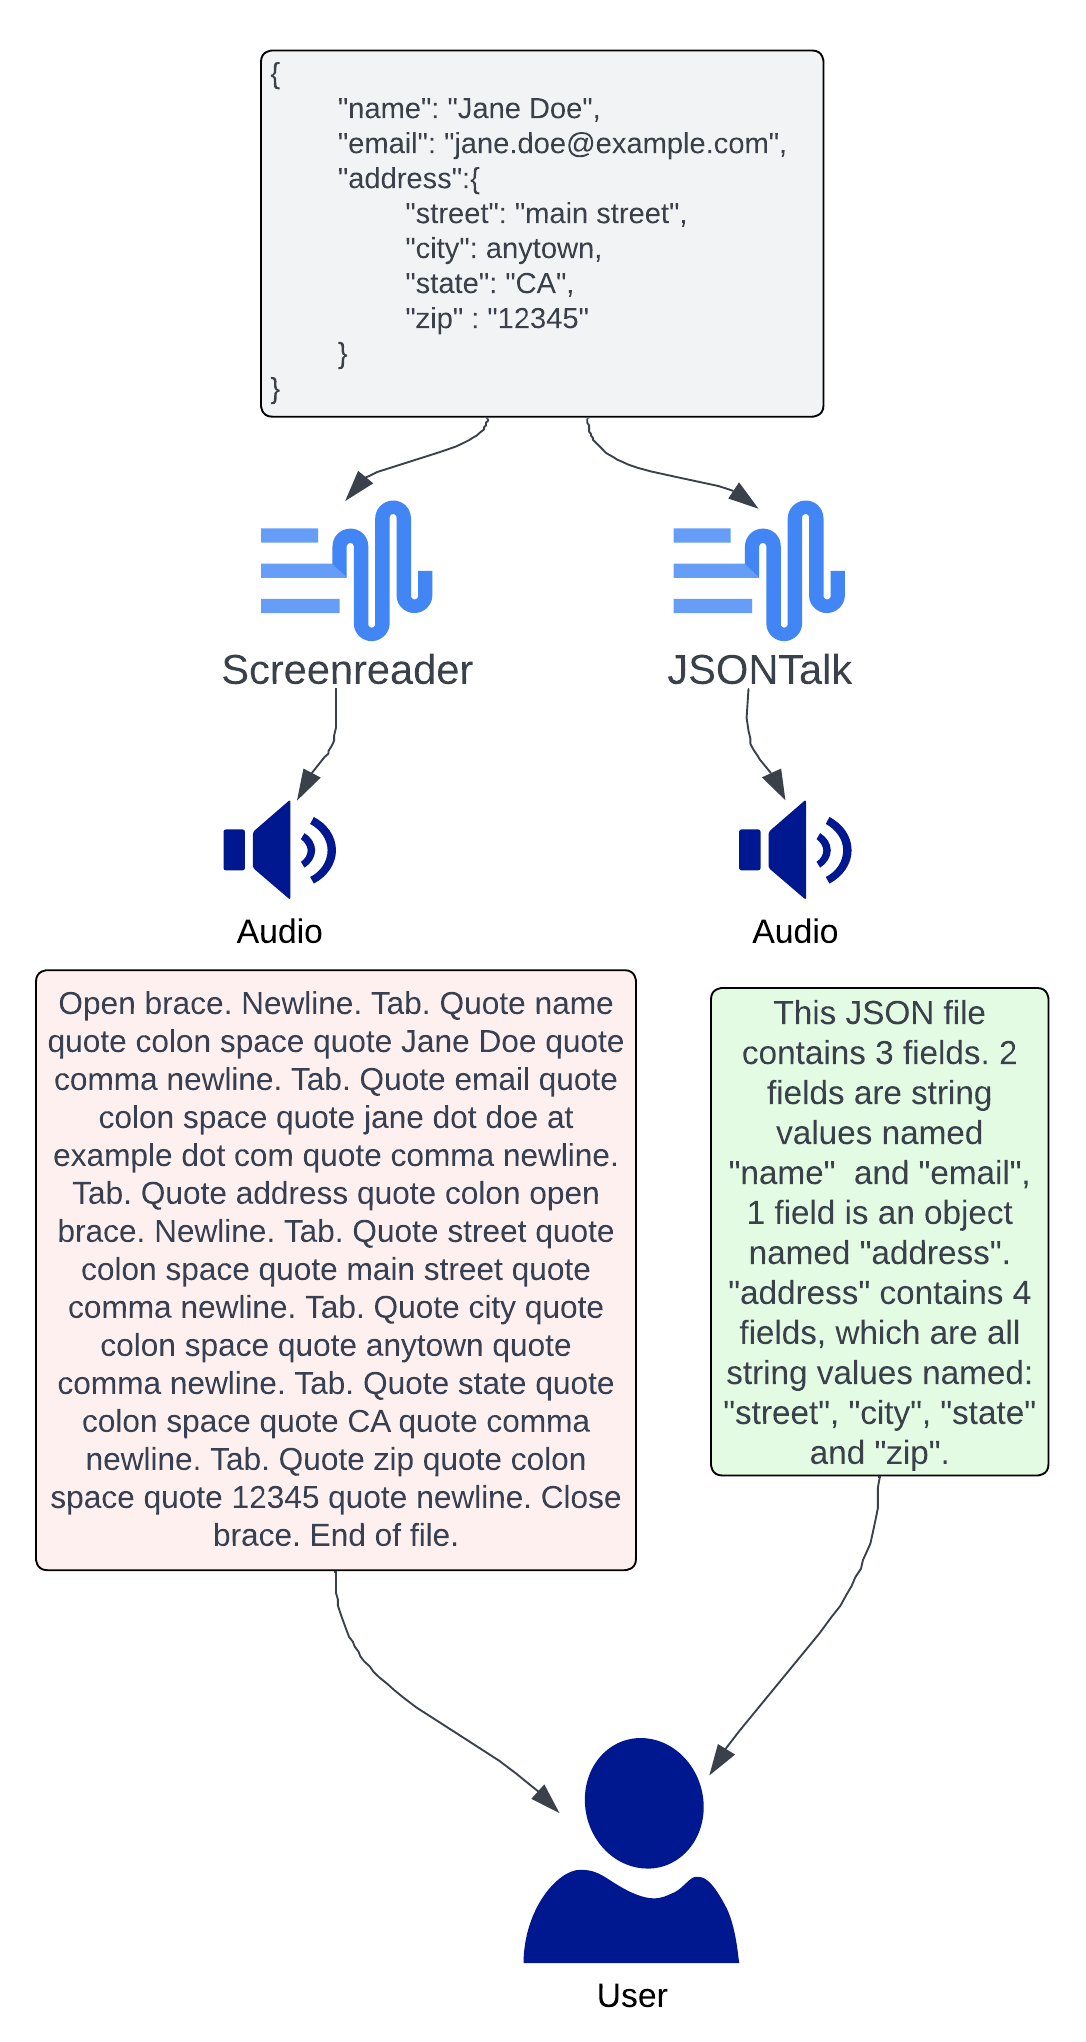 {
"name": "Jane Doe",
"email": "jane.doe@example.com",
"address":{
"street": "main street",
"city": anytown,
"state": "CA",
"zip" : "12345"
}
}
Screenreader
JSONTalk
Audio
Audio
Open brace. Newline. Tab. Quote name
quote colon space quote Jane Doe quote
comma newline. Tab. Quote email quote
colon space quote jane dot doe at
example dot com quote comma newline.
Tab. Quote address quote colon open
brace. Newline. Tab. Quote street quote
colon space quote main street quote
comma newline. Tab. Quote city quote
colon space quote anytown quote
comma newline. Tab. Quote state quote
colon space quote CA quote comma
newline. Tab. Quote zip quote colon
space quote 12345 quote newline. Close
brace. End of file.
This JSON file
contains 3 fields. 2
fields are string
values named
"name"  and "email",
1 field is an object
named "address".
"address" contains 4
fields, which are all
string values named:
"street", "city", "state"
and "zip".
User